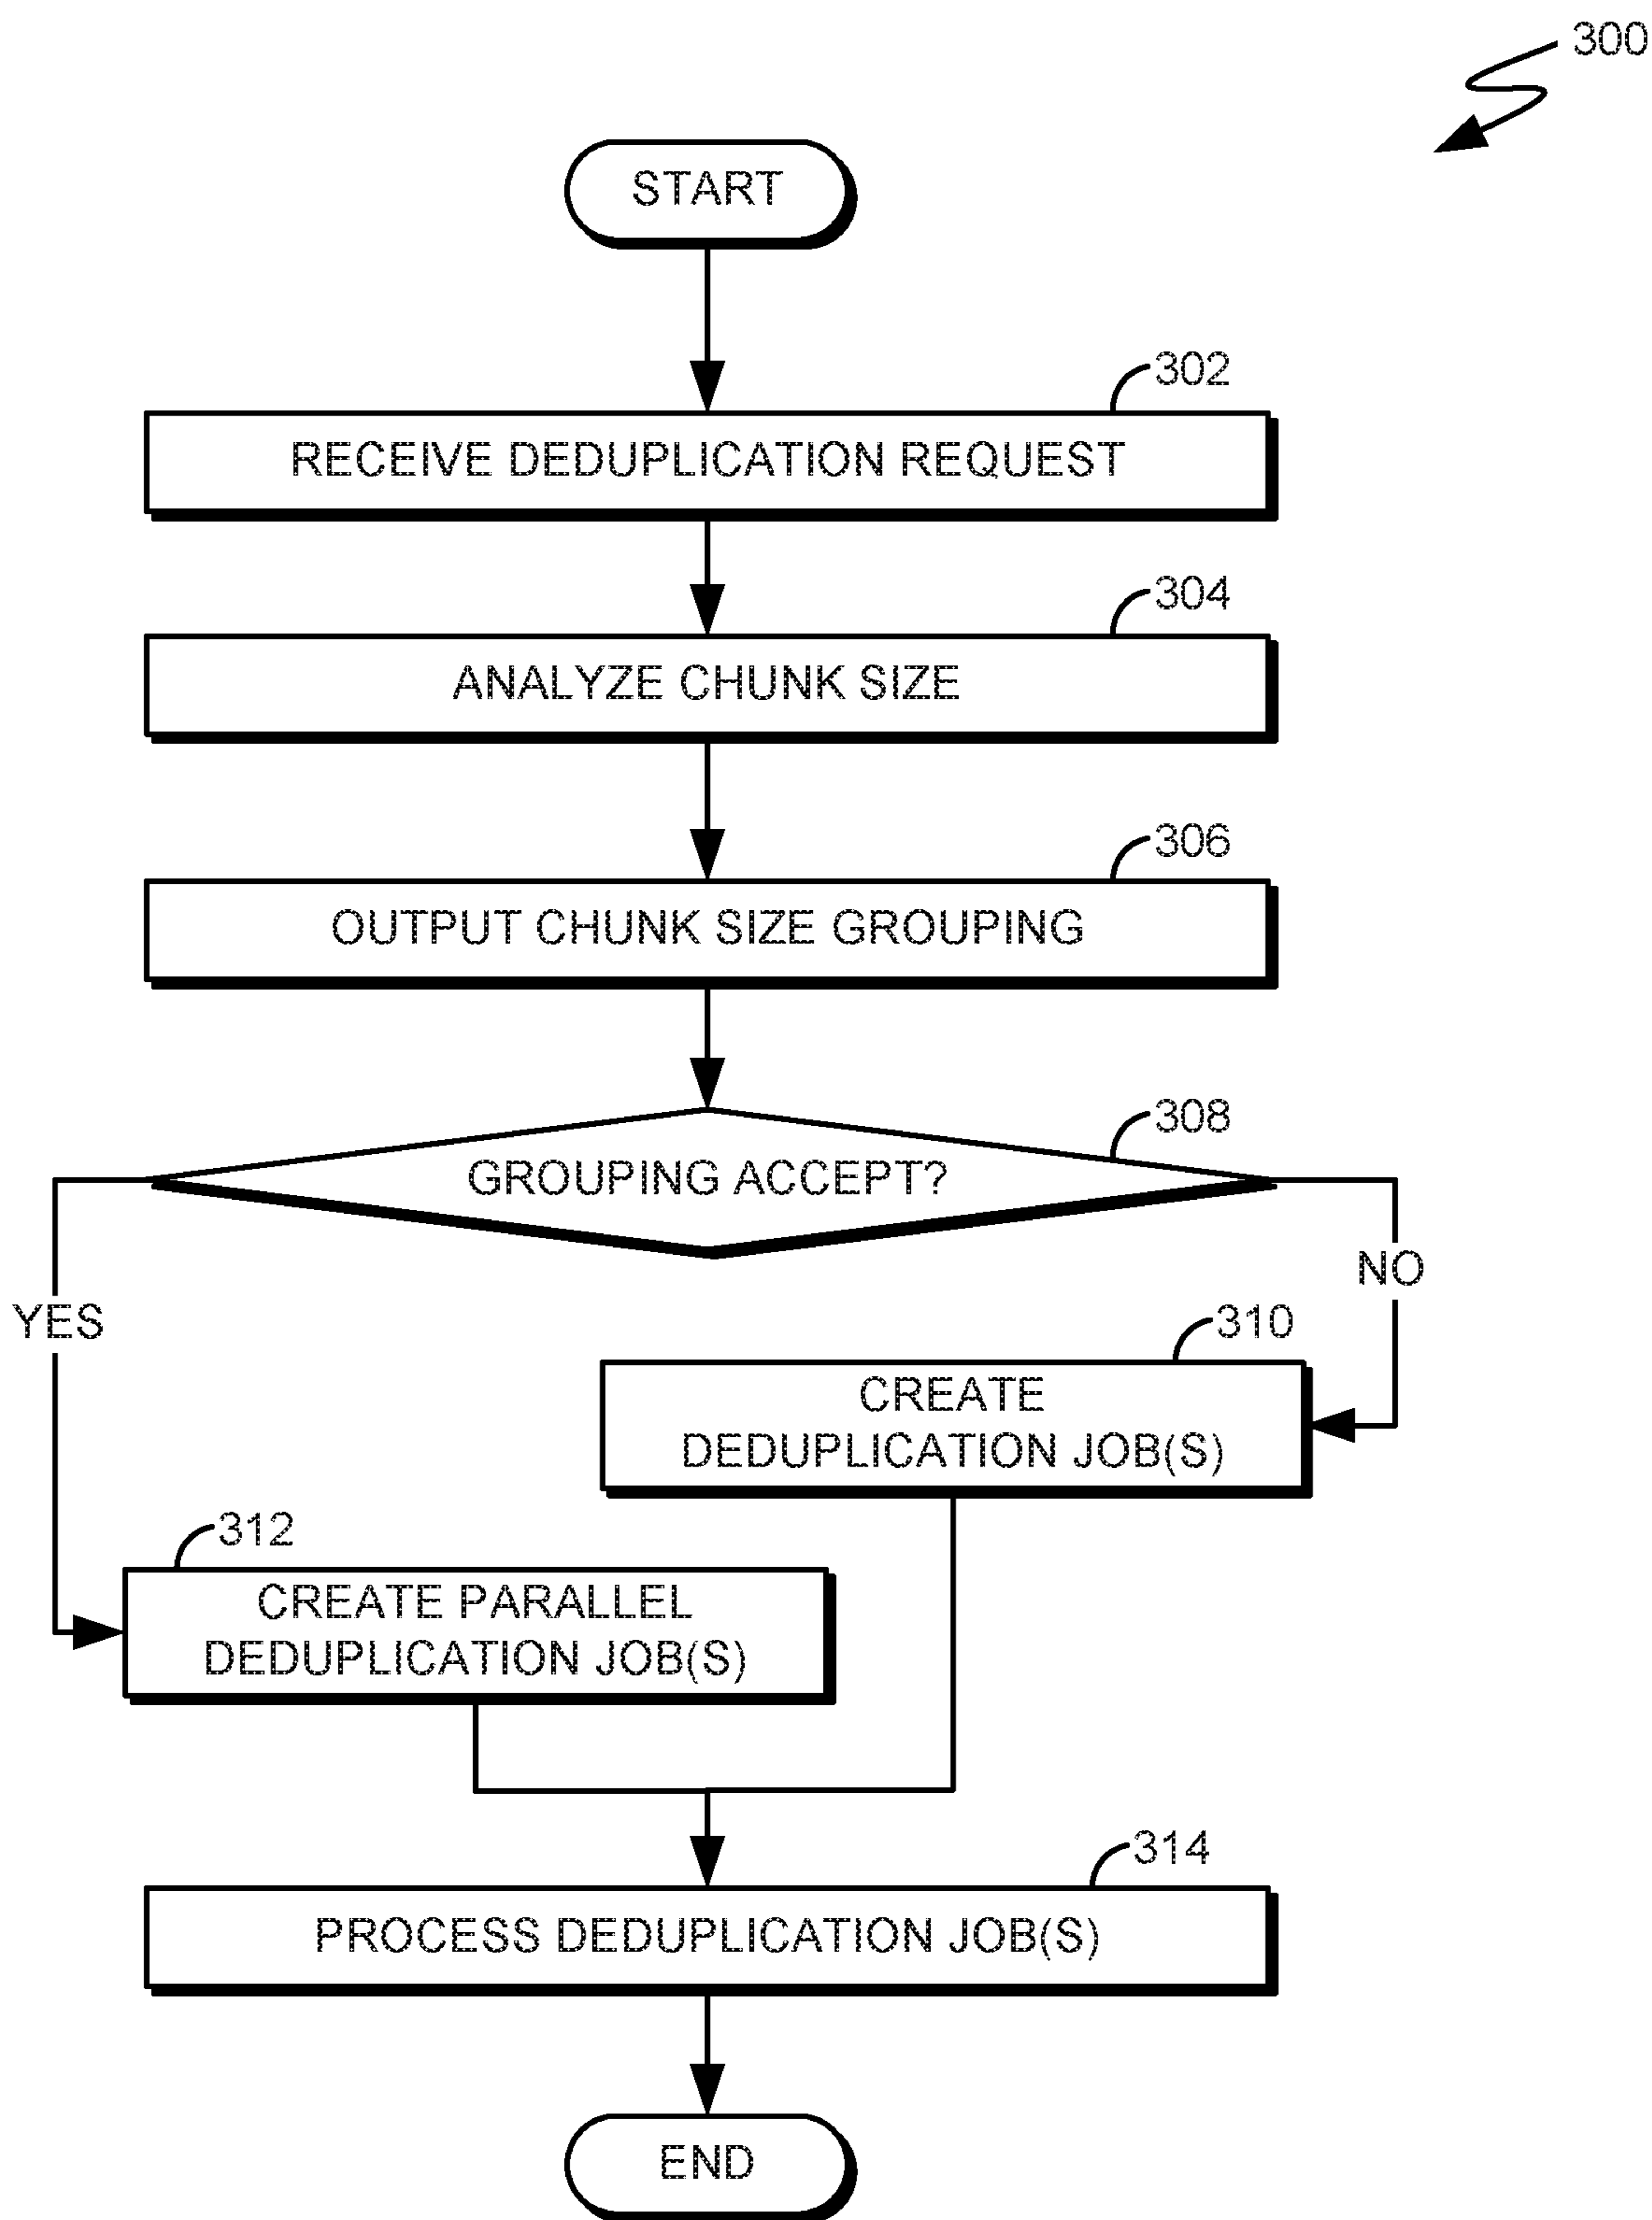 300
START
302
RECEIVE DEDUPLICATION REQUEST
304
ANALYZE CHUNK SIZE
306
OUTPUT CHUNK SIZE GROUPING
308
GROUPING ACCEPT?
NO
YES
310
CREATE
DEDUPLICATION JOB(S)
312
CREATE PARALLEL
DEDUPLICATION JOB(S)
314
PROCESS DEDUPLICATION JOB(S)
END